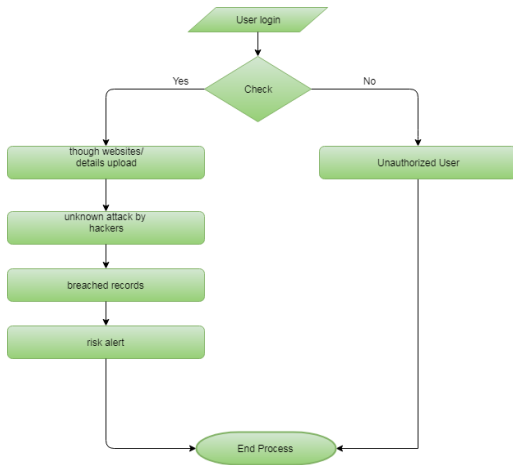 User login
Check
Yes
No
though websites/
details upload
Unauthorized User
unknown attack by
hackers
breached records
risk alert
End Process